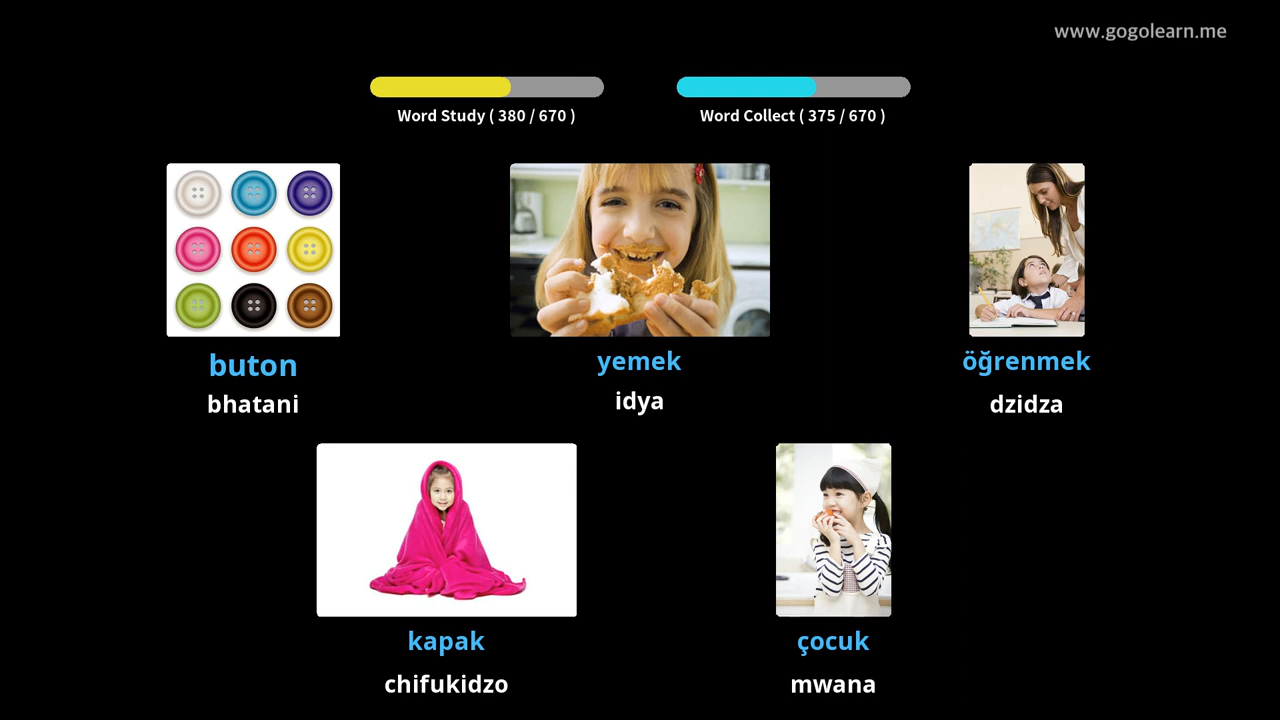 www.gogolearn.me
Word Study ( 380 / 670 )
Word Collect ( 375 / 670 )
buton
bhatani
yemek
idya
öğrenmek
dzidza
kapak
chifukidzo
çocuk
mwana